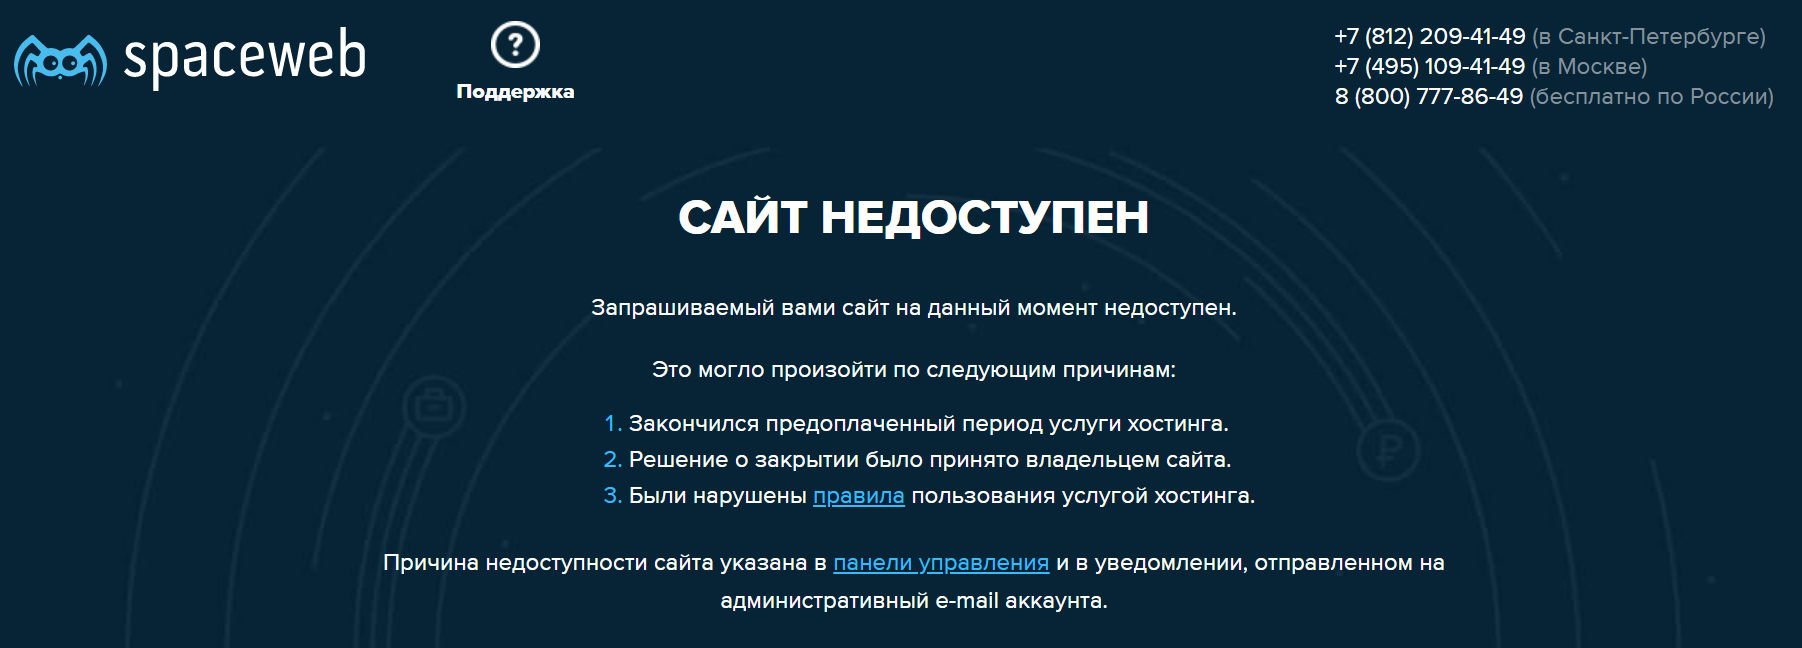 spaceweb
Поддержка
+7 (812) 209-41-49 (в Санкт-Петербурге)
+7 (495) 109-41-49 (в Москве)
8 (800) 777-86-49 (бесплатно по России)
САЙТ НЕДОСТУПЕН
Запрашиваемый вами сайт на данный момент недоступен.
Это могло произойти по следующим причинам:
1. Закончился предоплаченный период услуги хостинга.
2. Решение о закрытии было принято владельцем сайта.
3. Были нарушены правила пользования услугой хостинга.
Причина недоступности сайта указана в панели управления и в уведомлении, отправленном на
административный e-mail аккаунта.